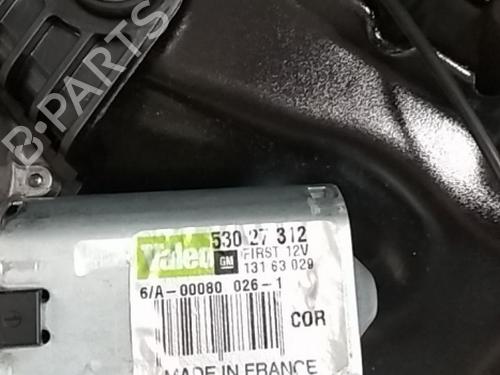 B-PARTS
Valeo 530 27 312
GM FIRST 12V
131 63 029
6/A-00080 026-1
COR
MADE IN FRANCE